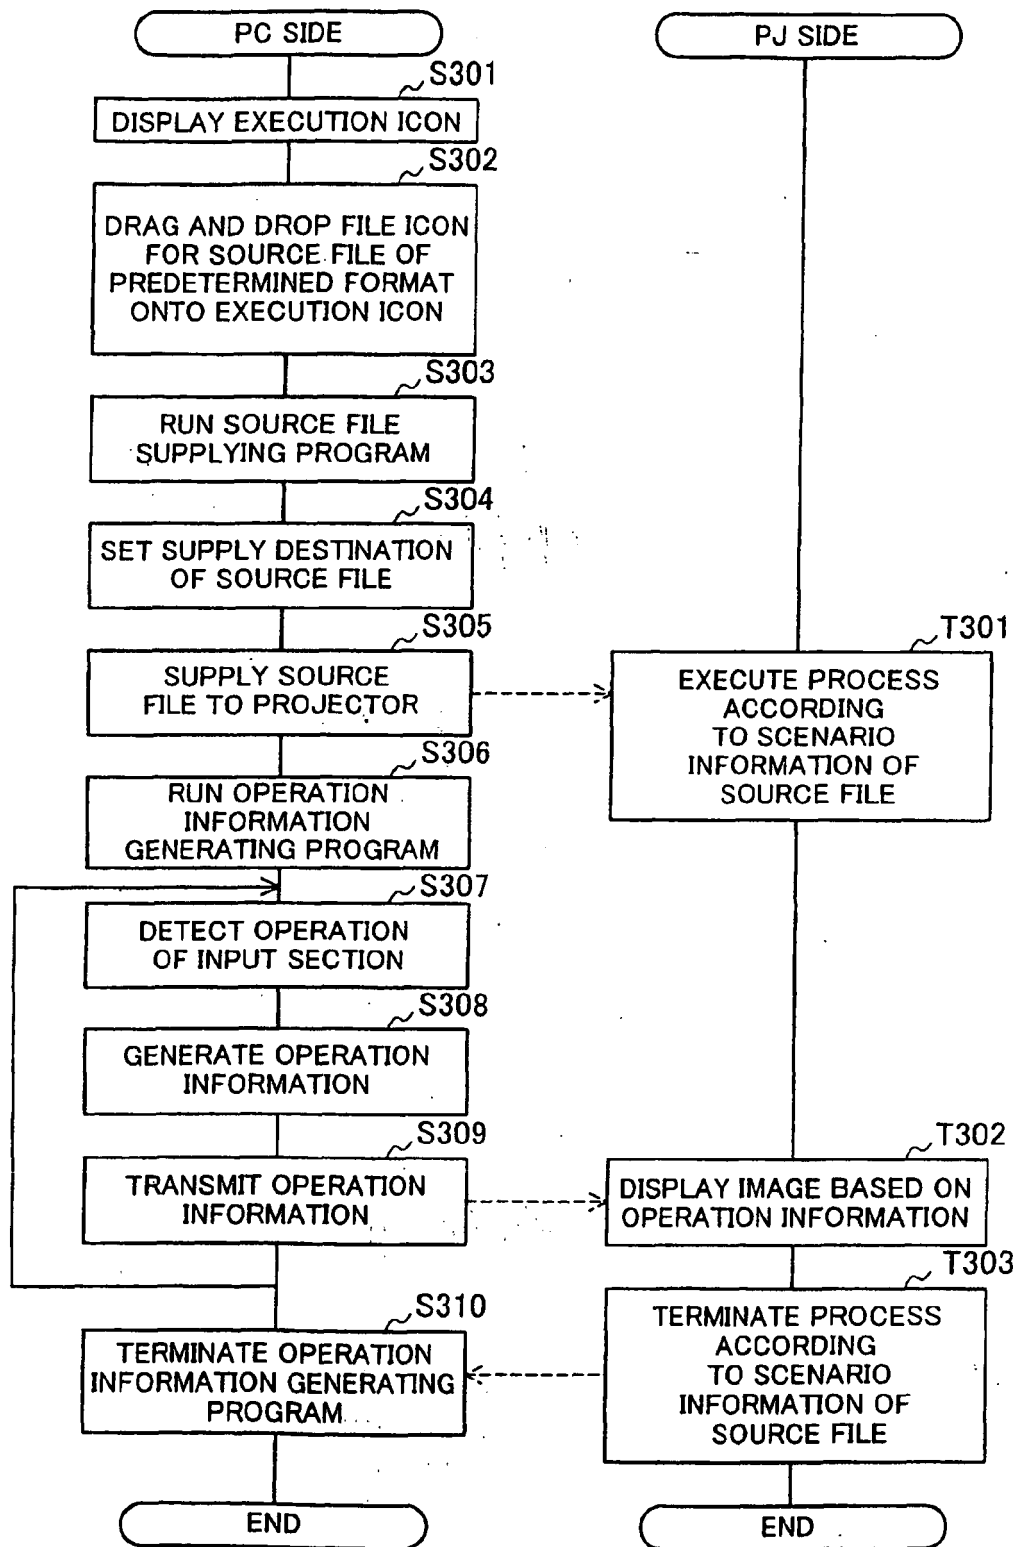 PC SIDE
S301
DISPLAY EXECUTION ICON
S302
DRAG AND DROP FILE ICON
FOR SOURCE FILE OF
PREDETERMINED FORMAT
ONTO EXECUTION ICON
S303
RUN SOURCE FILE
SUPPLYING PROGRAM
S304
SET SUPPLY DESTINATION
OF SOURCE FILE
S305
SUPPLY SOURCE
FILE TO PROJECTOR
S306
RUN OPERATION
INFORMATION
GENERATING PROGRAM
S307
DETECT OPERATION
OF INPUT SECTION
S308
GENERATE OPERATION
INFORMATION
S309
TRANSMIT OPERATION
INFORMATION
S310
TERMINATE OPERATION
INFORMATION GENERATING
PROGRAM
END
PJ SIDE
T301
EXECUTE PROCESS
ACCORDING
TO SCENARIO
INFORMATION OF
SOURCE FILE
T302
DISPLAY IMAGE BASED ON
OPERATION INFORMATION
T303
TERMINATE PROCESS
ACCORDING
TO SCENARIO
INFORMATION OF
SOURCE FILE
END